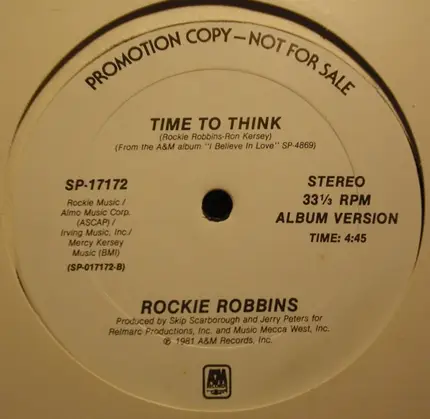 PROMOTION COPY — NOT FOR SALE
TIME TO THINK
(Rockie Robbins-Ron Kersey)
(From the A&M album "I Believe In Love" SP-4869)
SP-17172
Rockie Music /
Almo Music Corp.
(ASCAP) /
Irving Music, Inc./
Mercy Kersey
Music (BMI)
(SP-017172-B)
STEREO
33⅓ RPM
ALBUM VERSION
TIME: 4:45
ROCKIE ROBBINS
Produced by Skip Scarborough and Jerry Peters for
Relmarc Productions, Inc. and Music Mecca West, Inc.
℗ 1981 A&M Records, Inc.
A&M